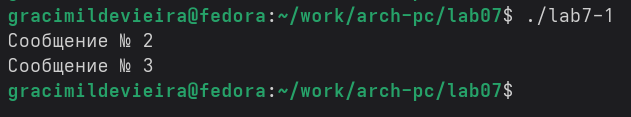 gracimildevieira@fedora:~/work/arch-pc/lab07$ ./lab7-1
Сообщение № 2
Сообщение № 3
gracimildevieira@fedora:~/work/arch-pc/lab07$